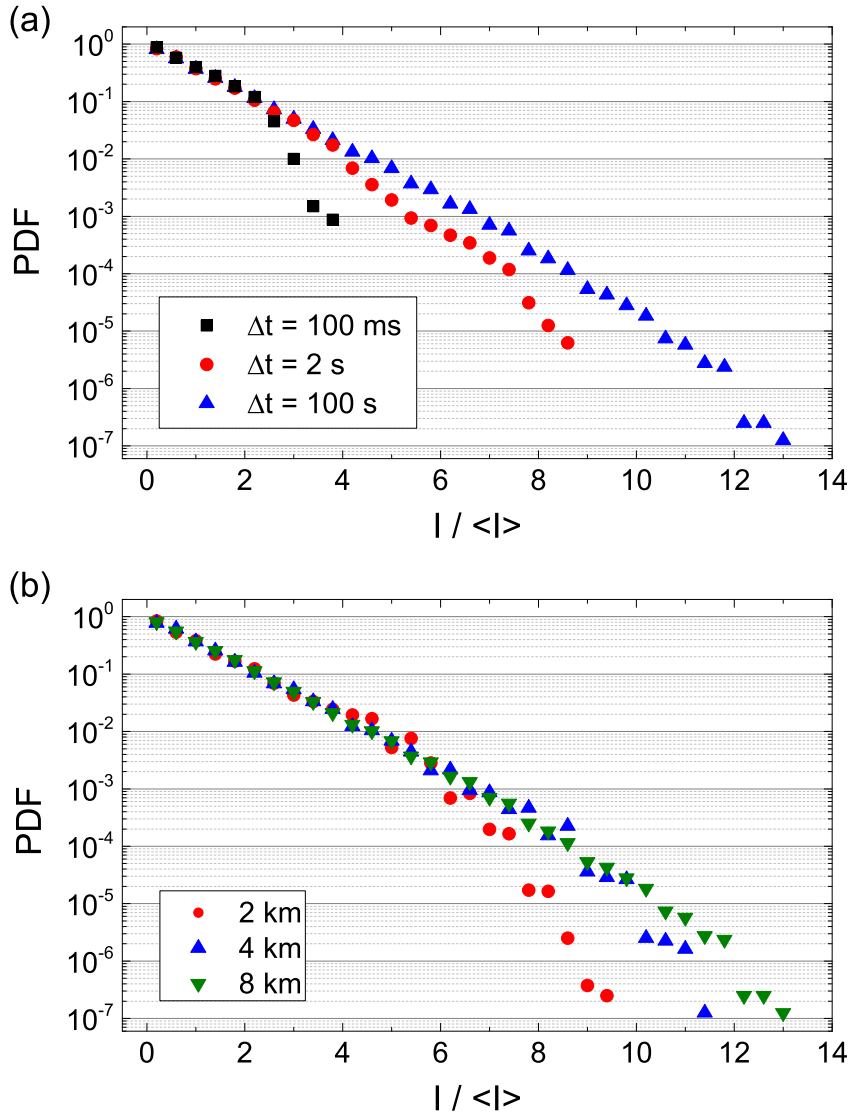 (a)
10⁰
10⁻¹
10⁻²
10⁻³
10⁻⁴
10⁻⁵
10⁻⁶
10⁻⁷
PDF
Δt = 100 ms
Δt = 2 s
Δt = 100 s
0 2 4 6 8 10 12 14
I / <I>
(b)
10⁰
10⁻¹
10⁻²
10⁻³
10⁻⁴
10⁻⁵
10⁻⁶
10⁻⁷
PDF
2 km
4 km
8 km
0 2 4 6 8 10 12 14
I / <I>